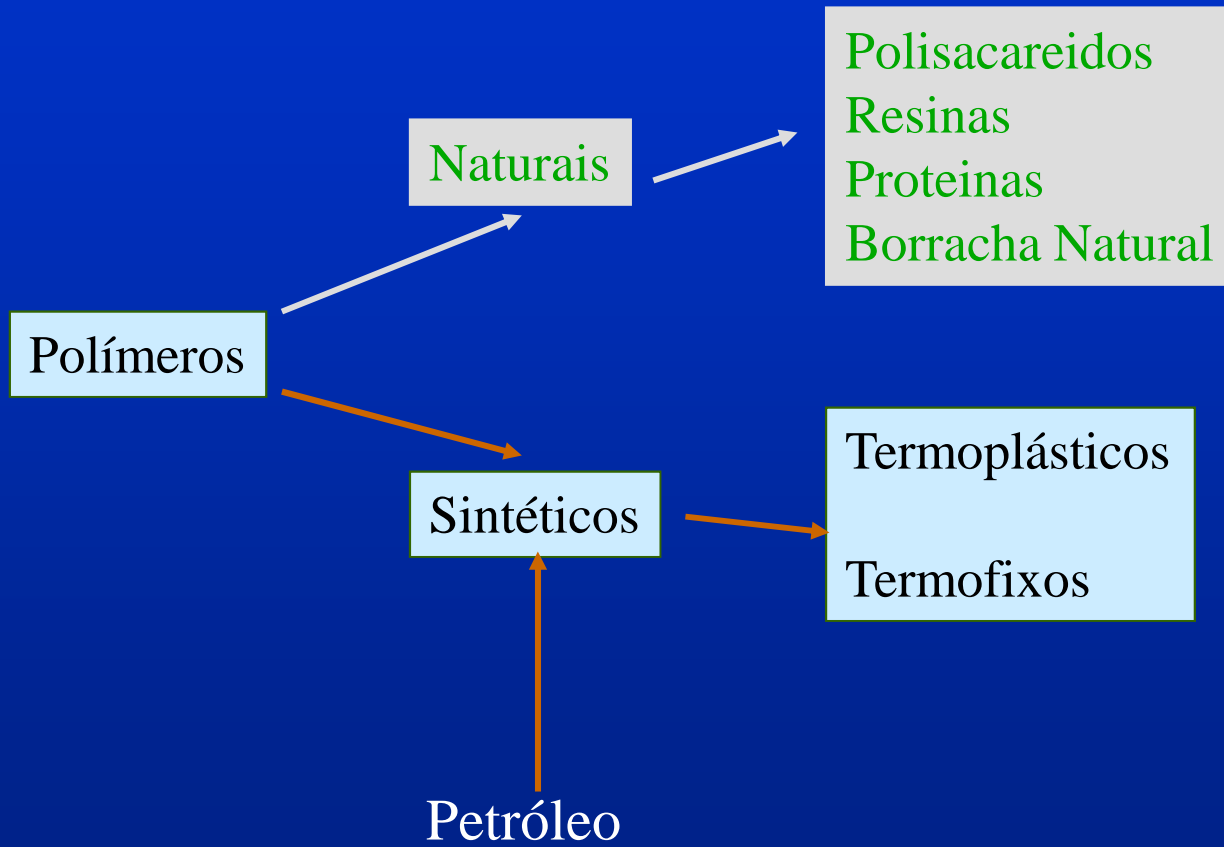 Polisacareidos
Resinas
Proteinas
Borracha Natural
Naturais
Polímeros
Sintéticos
Termoplásticos
Termofixos
Petróleo